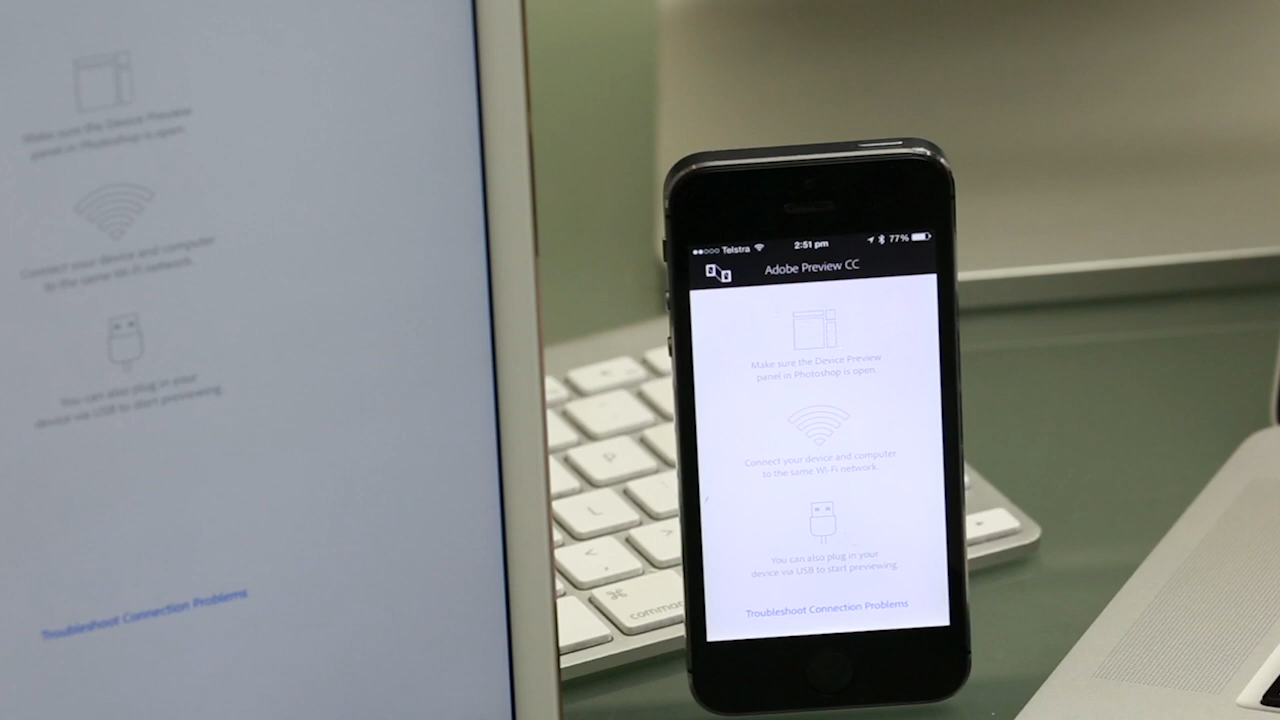 Make sure the Device Preview
panel in Photoshop is open.
Connect your device and computer
to the same Wi-Fi network.
You can also plug in your
device via USB to start previewing.
Troubleshoot Connection Problems
Telstra 2:51 pm 77%
Adobe Preview CC
Make sure the Device Preview
panel in Photoshop is open.
Connect your device and computer
to the same Wi-Fi network.
You can also plug in your
device via USB to start previewing.
Troubleshoot Connection Problems
P
L
<
>
⌘
command